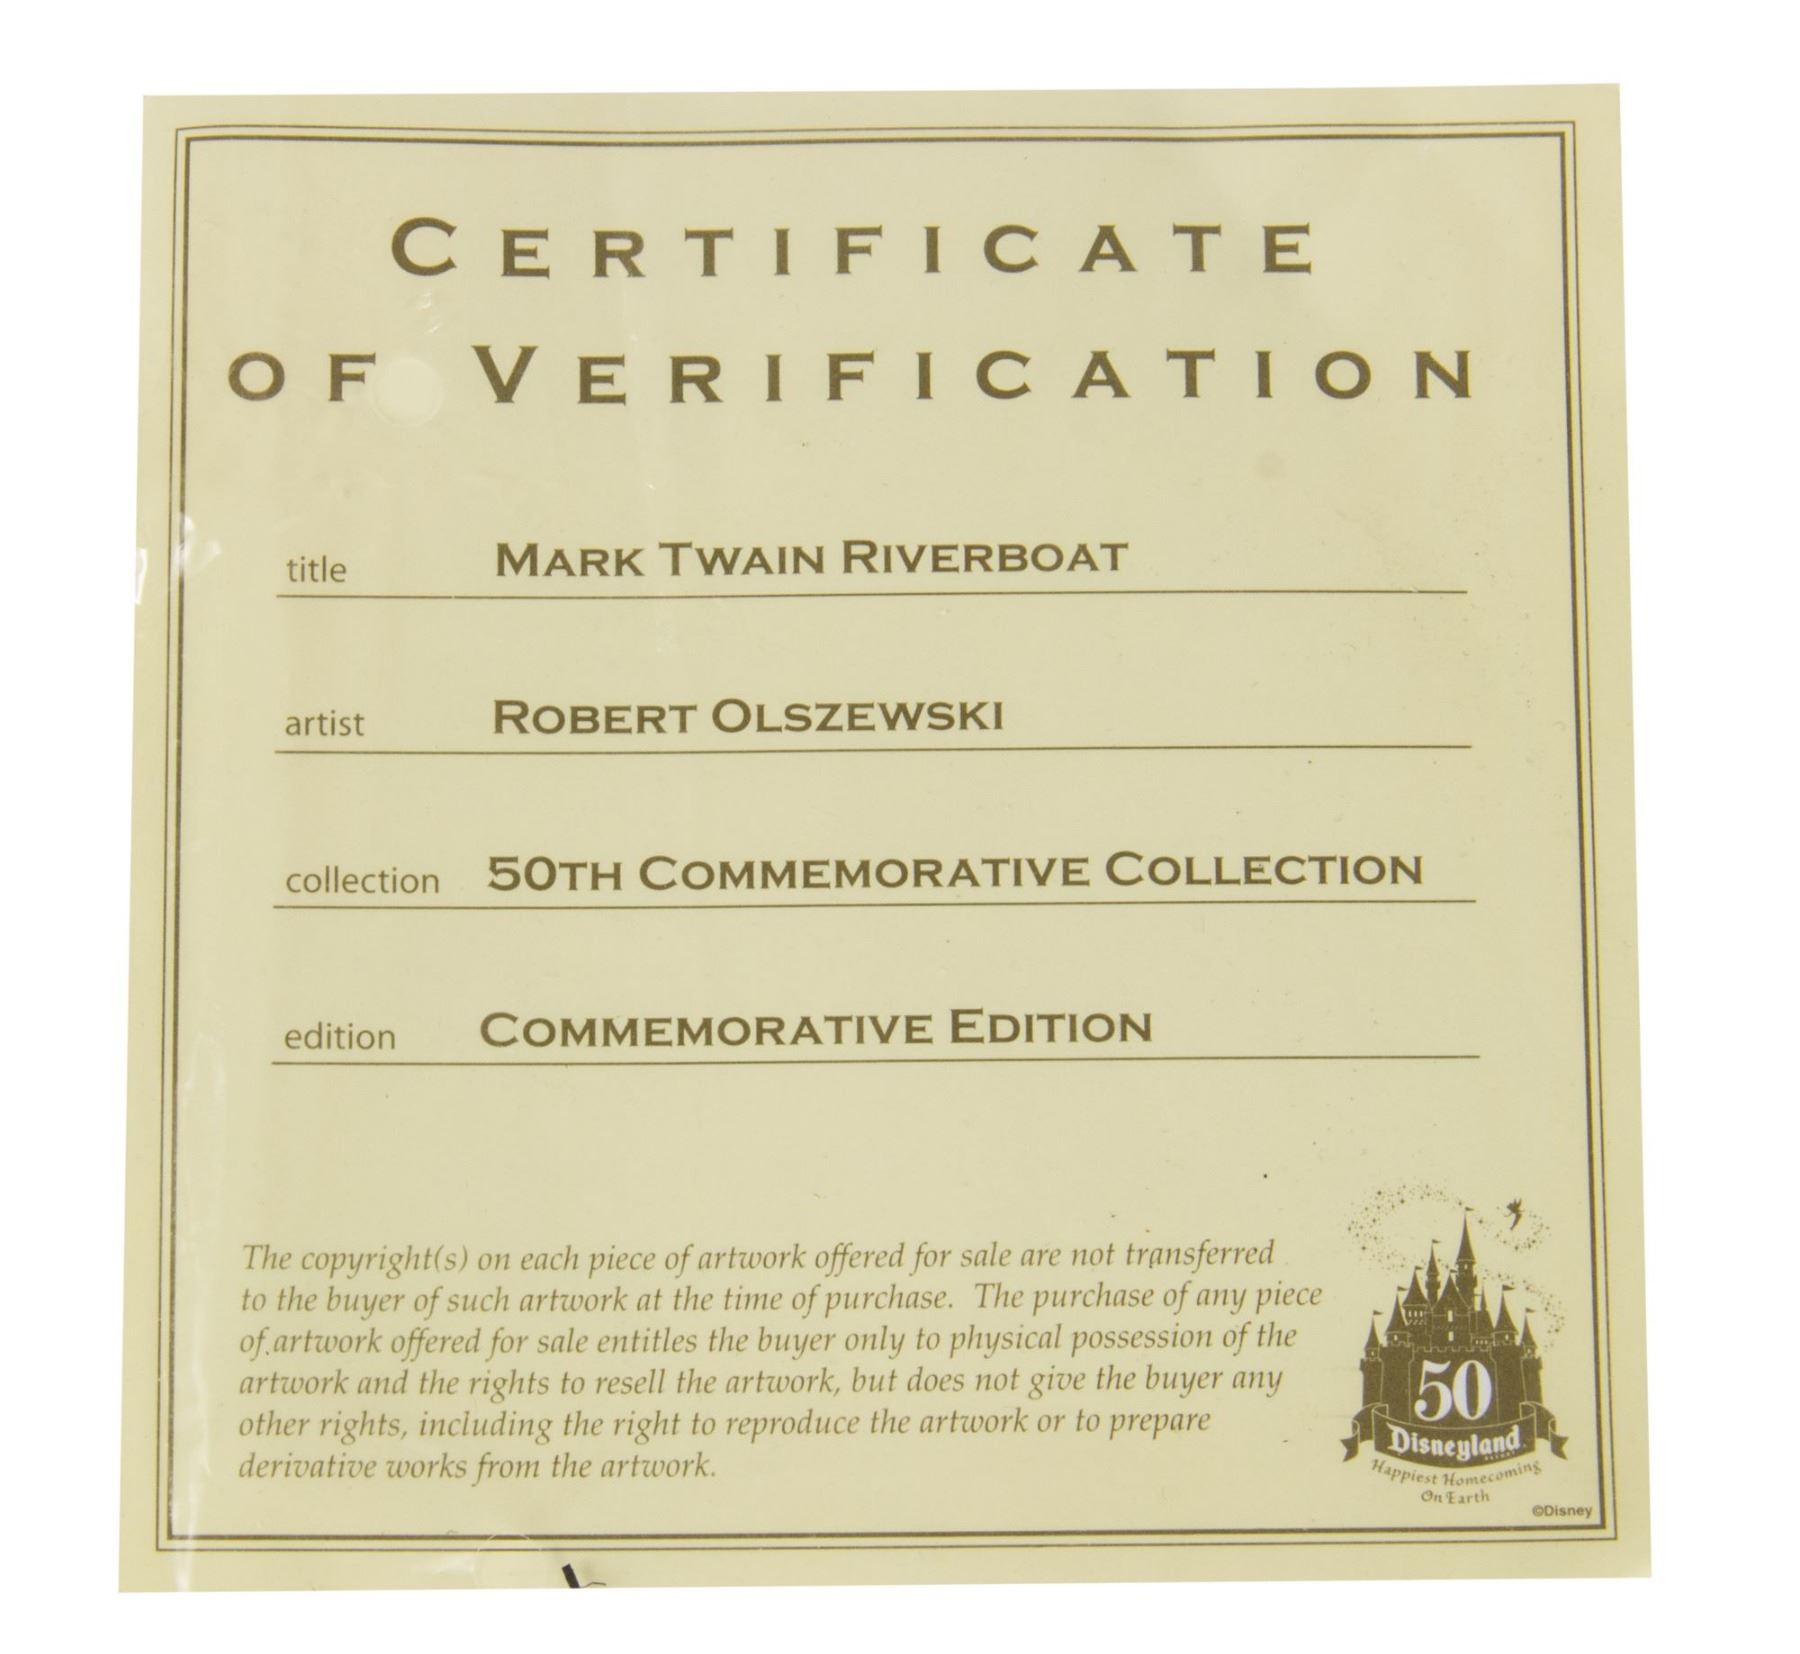 CERTIFICATE
OF VERIFICATION
title MARK TWAIN RIVERBOAT
artist ROBERT OLSZEWSKI
collection 50TH COMMEMORATIVE COLLECTION
edition COMMEMORATIVE EDITION
The copyright(s) on each piece of artwork offered for sale are not transferred
to the buyer of such artwork at the time of purchase. The purchase of any piece
of artwork offered for sale entitles the buyer only to physical possession of the
artwork and the rights to resell the artwork, but does not give the buyer any
other rights, including the right to reproduce the artwork or to prepare
derivative works from the artwork.
50
Disneyland
RESORT
Happiest Homecoming
On Earth
©Disney